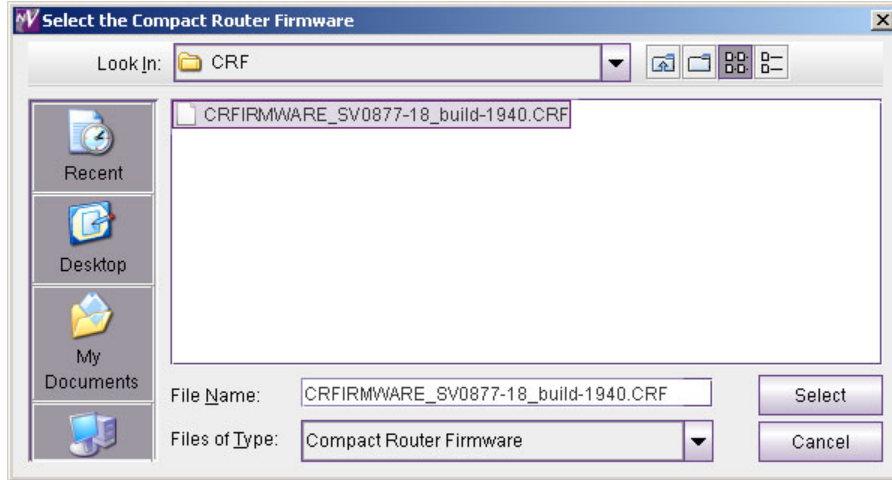 Select the Compact Router Firmware
Look In: CRF
CRFIRMWARE_SV0877-18_build-1940.CRF
Recent
Desktop
My
Documents
File Name: CRFIRMWARE_SV0877-18_build-1940.CRF Select
Files of Type: Compact Router Firmware Cancel